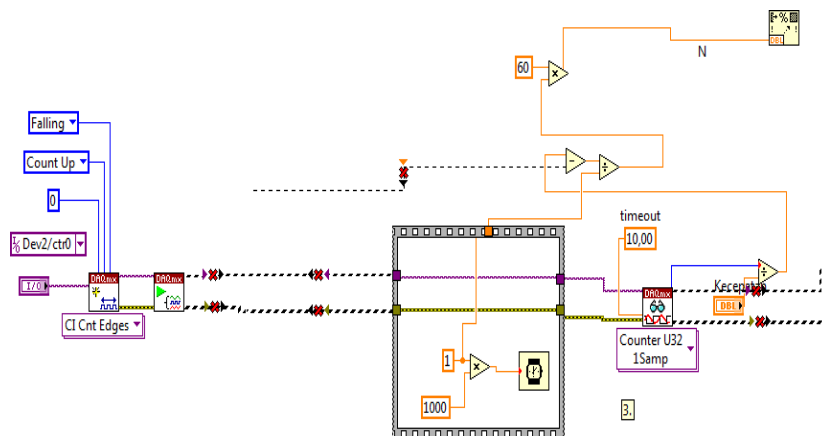 60
N
DBL
Falling
Count Up
0
I/O Dev2/ctr0
I/O
DAQmx
DAQmx
CI Cnt Edges
timeout
10,00
DAQmx
DBL
Counter U32
1Samp
1
1000
3.